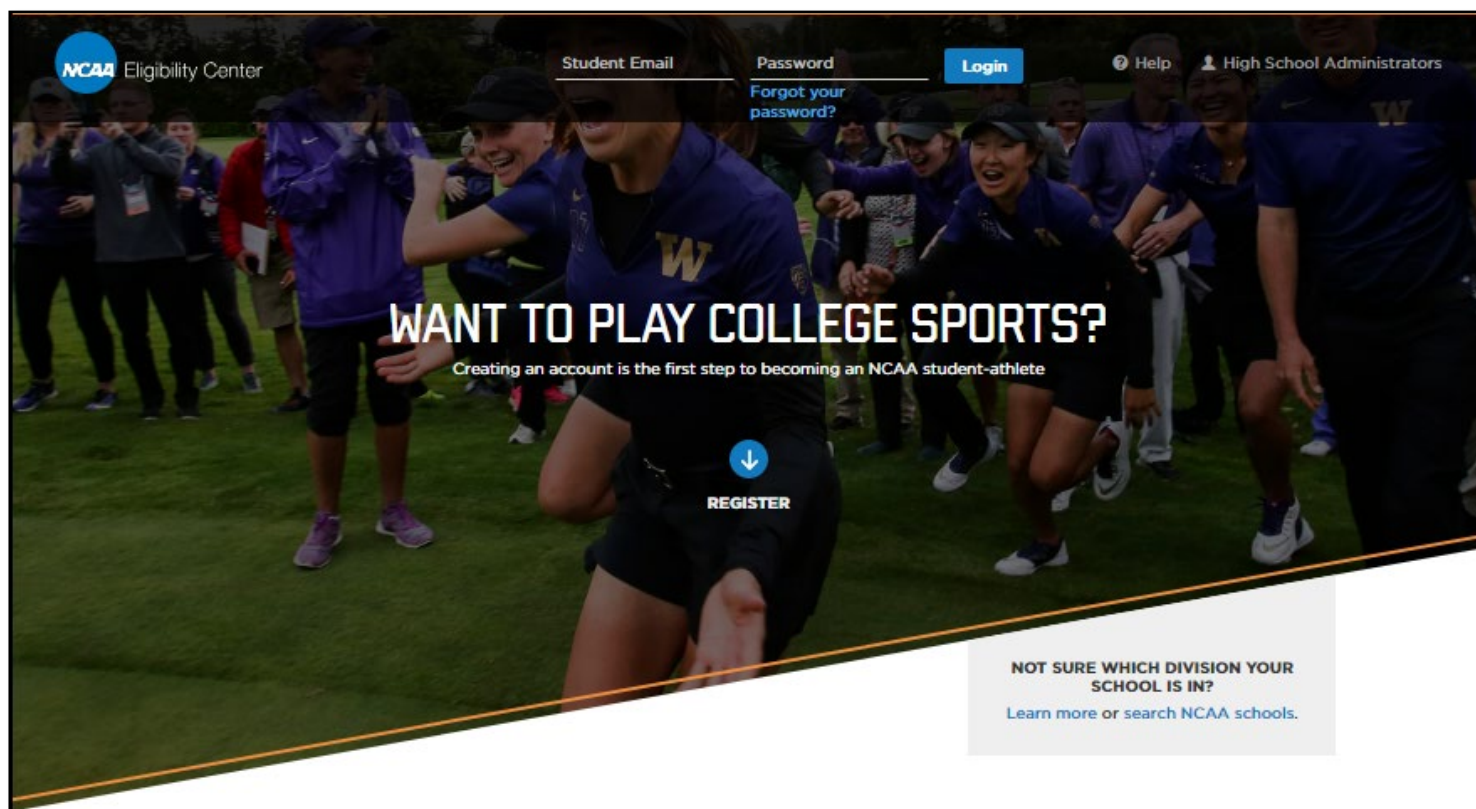 NCAA Eligibility Center
Student Email
Password
Login
Help
High School Administrators
Forgot your
password?
W
W
WANT TO PLAY COLLEGE SPORTS?
Creating an account is the first step to becoming an NCAA student-athlete
REGISTER
NOT SURE WHICH DIVISION YOUR
SCHOOL IS IN?
Learn more or search NCAA schools.